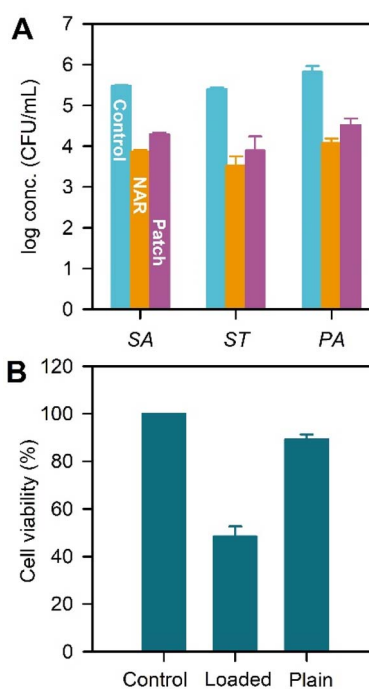 A
log conc. (CFU/mL)
7
6
5
4
3
2
1
0
Control
NAR
Patch
SA
ST
PA
B
Cell viability (%)
120
100
80
60
40
20
0
Control
Loaded
Plain